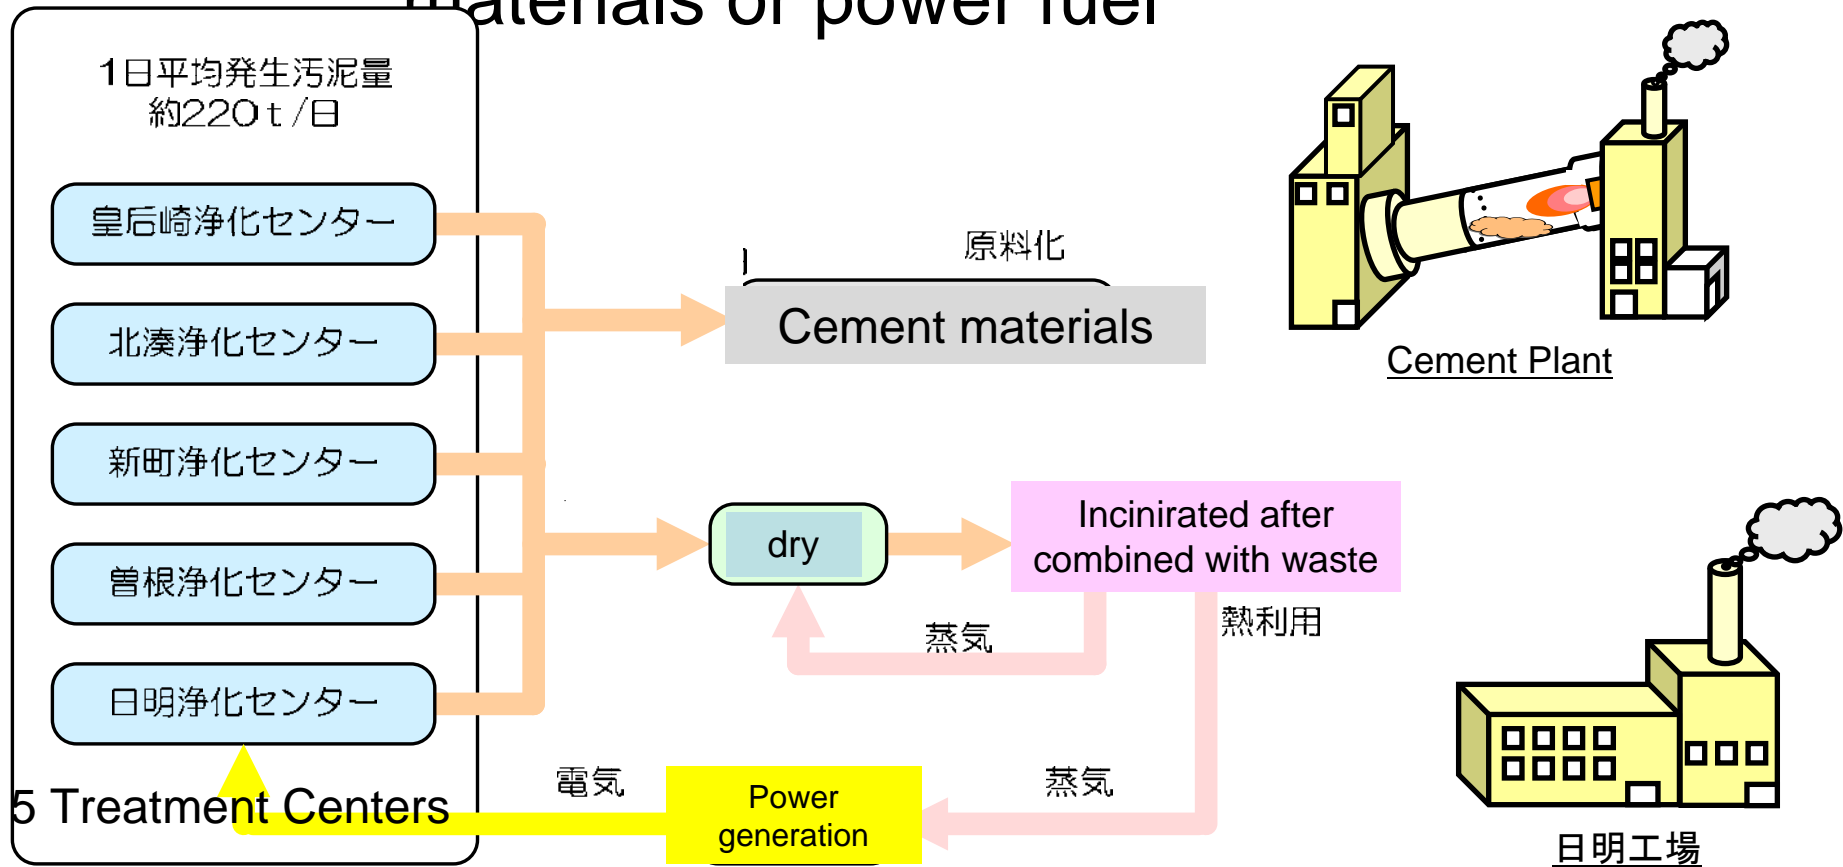 materials or power fuel
1日平均発生汚泥量
約220t/日
皇后崎浄化センター
北湊浄化センター
新町浄化センター
曽根浄化センター
日明浄化センター
5 Treatment Centers
原料化
Cement materials
Cement Plant
dry
Incinirated after
combined with waste
蒸気
熱利用
電気
Power
generation
蒸気
日明工場